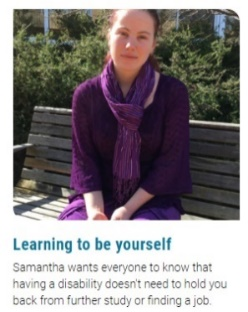 Learning to be yourself
Samantha wants everyone to know that
having a disability doesn't need to hold you
back from further study or finding a job.